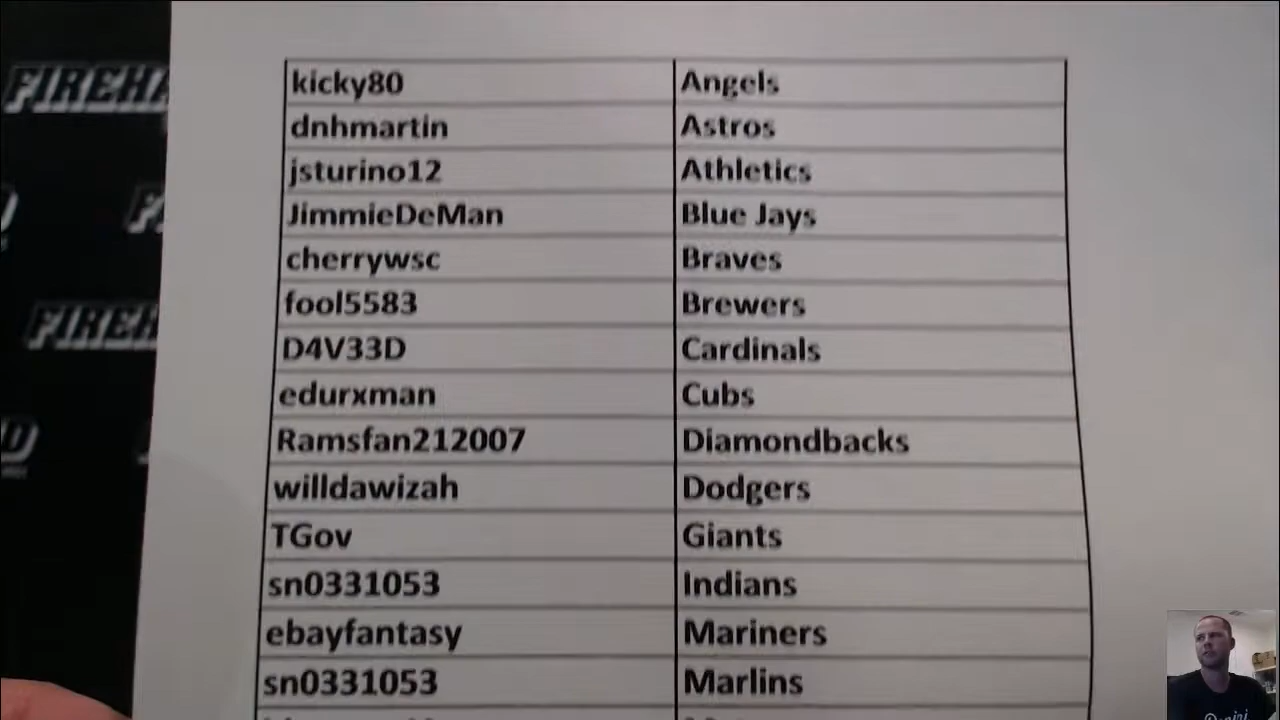 kicky80 Angels
dnhmartin Astros
jsturino12 Athletics
JimmieDeMan Blue Jays
cherrywsc Braves
fool5583 Brewers
D4V33D Cardinals
edurxman Cubs
Ramsfan212007 Diamondbacks
willdawizah Dodgers
TGov Giants
sn0331053 Indians
ebayfantasy Mariners
sn0331053 Marlins